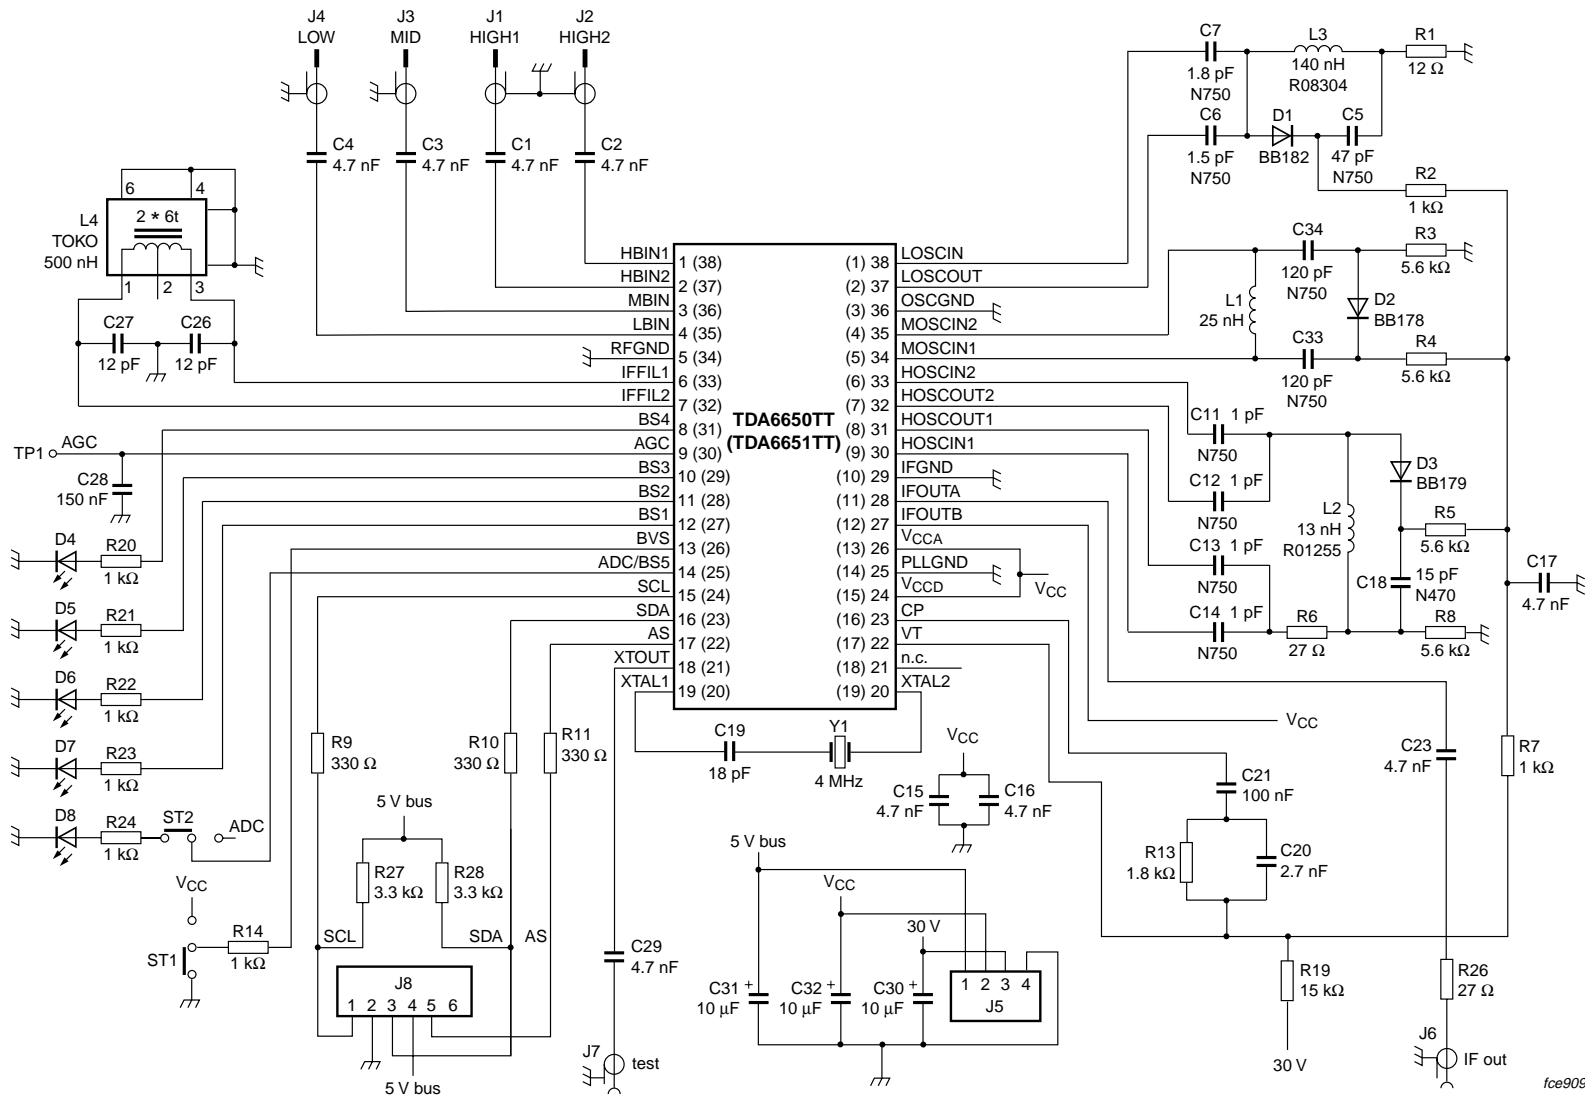 J4
LOW
J3
MID
J1
HIGH1
J2
HIGH2
C4
4.7 nF
C3
4.7 nF
C1
4.7 nF
C2
4.7 nF
C7
1.8 pF
N750
L3
140 nH
R08304
R1
12 Ω
C6
1.5 pF
N750
D1
BB182
C5
47 pF
N750
R2
1 kΩ
6
4
2 * 6t
L4
TOKO
500 nH
1
2
3
C27
12 pF
C26
12 pF
C34
120 pF
N750
R3
5.6 kΩ
L1
25 nH
D2
BB178
C33
120 pF
N750
R4
5.6 kΩ
TDA6650TT
(TDA6651TT)
HBIN1
1 (38)
HBIN2
2 (37)
MBIN
3 (36)
LBIN
4 (35)
RFGND
5 (34)
IFFIL1
6 (33)
IFFIL2
7 (32)
BS4
8 (31)
AGC
9 (30)
BS3
10 (29)
BS2
11 (28)
BS1
12 (27)
BVS
13 (26)
ADC/BS5
14 (25)
SCL
15 (24)
SDA
16 (23)
AS
17 (22)
XTOUT
18 (21)
XTAL1
19 (20)
(1) 38
LOSCIN
(2) 37
LOSCOUT
(3) 36
OSCGND
(4) 35
MOSCIN2
(5) 34
MOSCIN1
(6) 33
HOSCIN2
(7) 32
HOSCOUT2
(8) 31
HOSCOUT1
(9) 30
HOSCIN1
(10) 29
IFGND
(11) 28
IFOUTA
(12) 27
IFOUTB
(13) 26
VCCA
(14) 25
PLLGND
(15) 24
VCCD
(16) 23
CP
(17) 22
VT
(18) 21
n.c.
(19) 20
XTAL2
VCC
C11 1 pF
N750
C12 1 pF
N750
C13 1 pF
N750
C14 1 pF
N750
D3
BB179
L2
13 nH
R01255
R5
5.6 kΩ
C18
15 pF
N470
C17
4.7 nF
R6
27 Ω
R8
5.6 kΩ
TP1
AGC
C28
150 nF
D4
R20
1 kΩ
D5
R21
1 kΩ
D6
R22
1 kΩ
D7
R23
1 kΩ
D8
R24
1 kΩ
ST2
ADC
VCC
ST1
R14
1 kΩ
R9
330 Ω
R10
330 Ω
R11
330 Ω
C19
18 pF
Y1
4 MHz
VCC
C15
4.7 nF
C16
4.7 nF
VCC
C23
4.7 nF
R7
1 kΩ
C21
100 nF
R13
1.8 kΩ
C20
2.7 nF
5 V bus
R27
3.3 kΩ
R28
3.3 kΩ
SCL
SDA
AS
J8
1 2 3 4 5 6
5 V bus
C29
4.7 nF
J7
test
5 V bus
VCC
30 V
C31
10 µF
+
C32
10 µF
+
C30
10 µF
+
1 2 3 4
J5
R19
15 kΩ
30 V
R26
27 Ω
J6
IF out
fce909